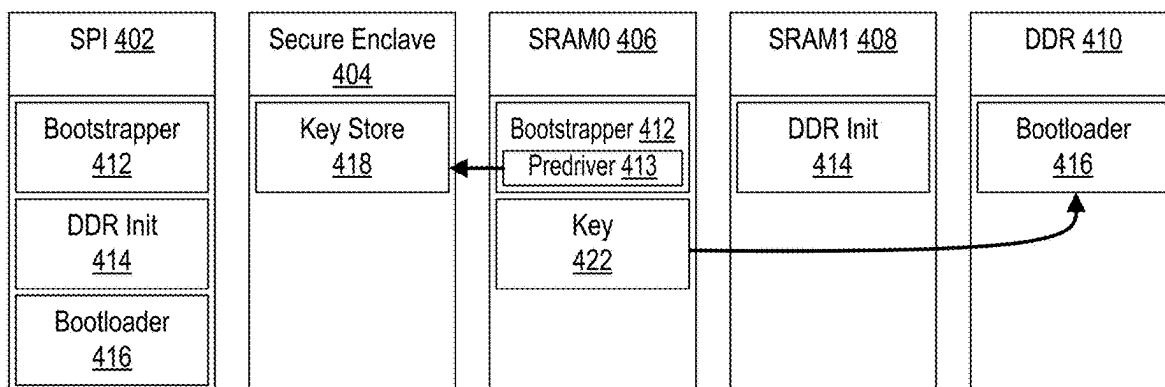 SPI 402
Bootstrapper
412
DDR Init
414
Bootloader
416
Secure Enclave
404
Key Store
418
SRAM0 406
Bootstrapper 412
Predriver 413
Key
422
SRAM1 408
DDR Init
414
DDR 410
Bootloader
416